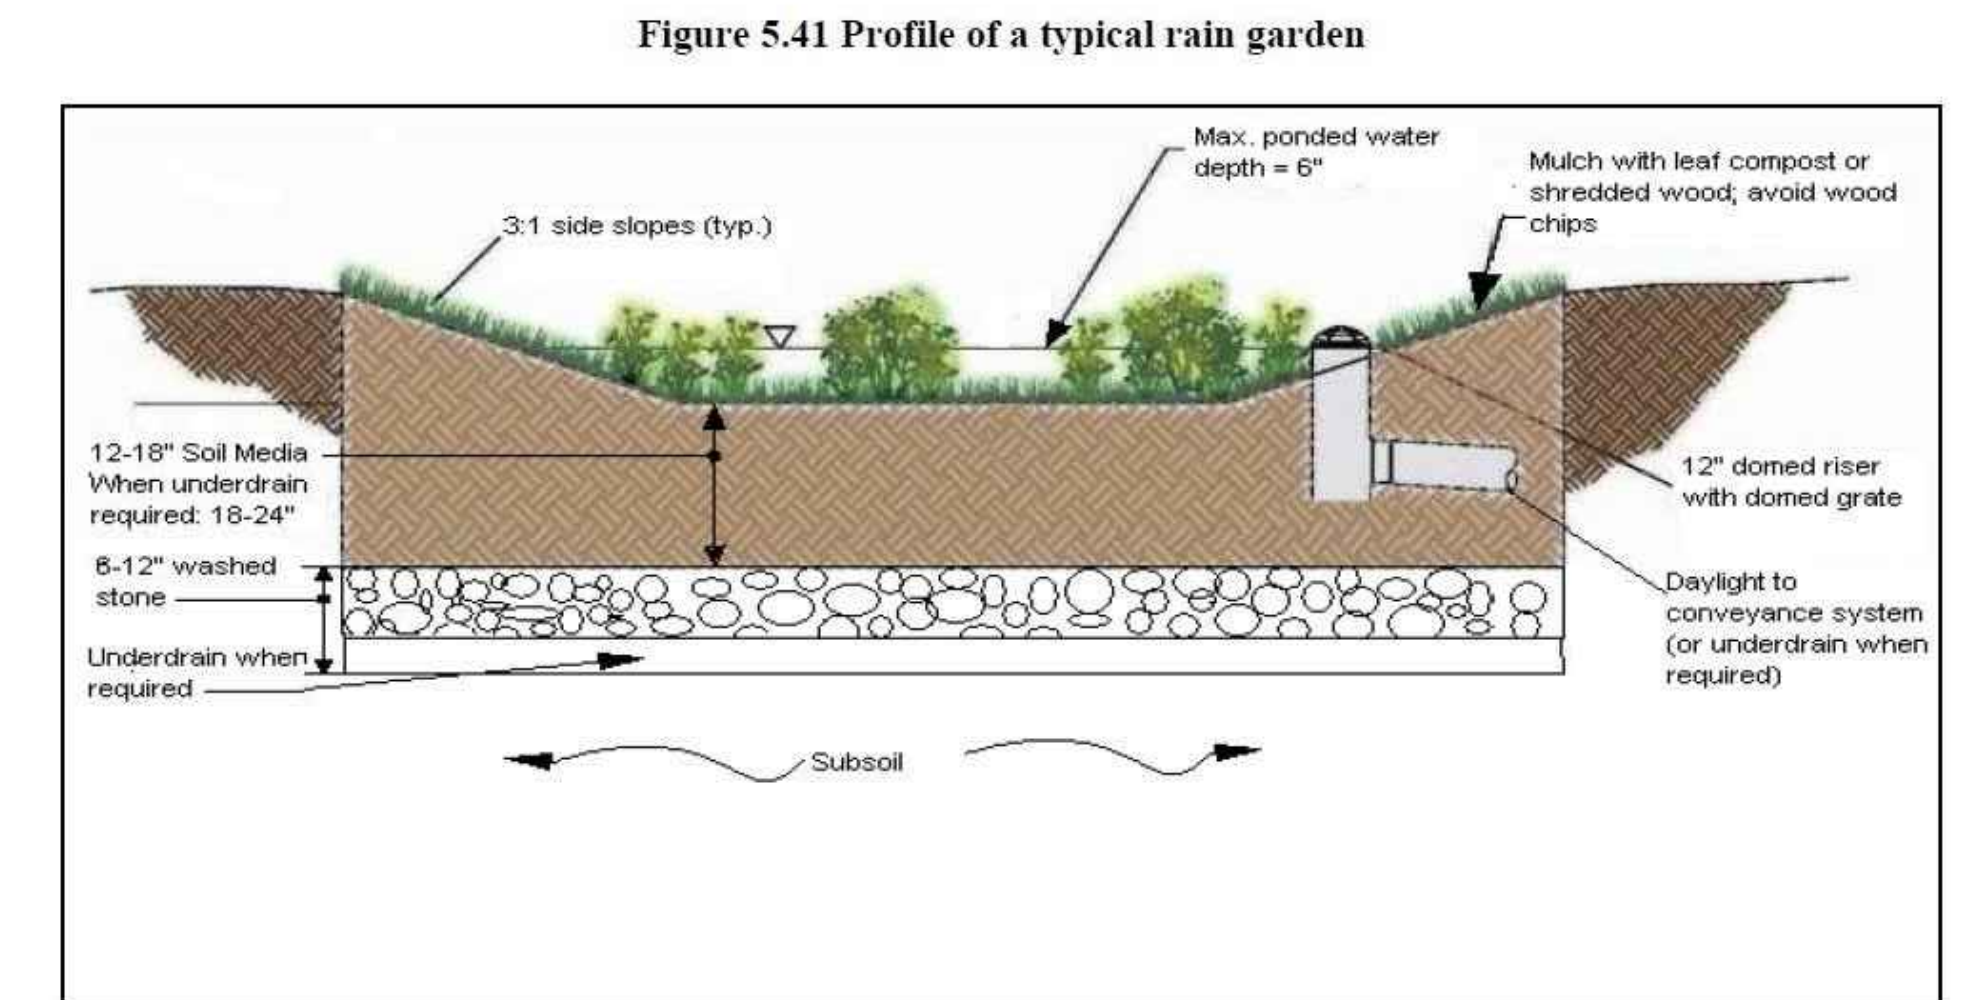 Figure 5.41 Profile of a typical rain garden
Max. ponded water
depth = 6"
Mulch with leaf compost or
shredded wood; avoid wood
chips
3:1 side slopes (typ.)
12-18" Soil Media
When underdrain
required: 18-24"
12" domed riser
with domed grate
6-12" washed
stone
Daylight to
conveyance system
(or underdrain when
required)
Underdrain when
required
Subsoil